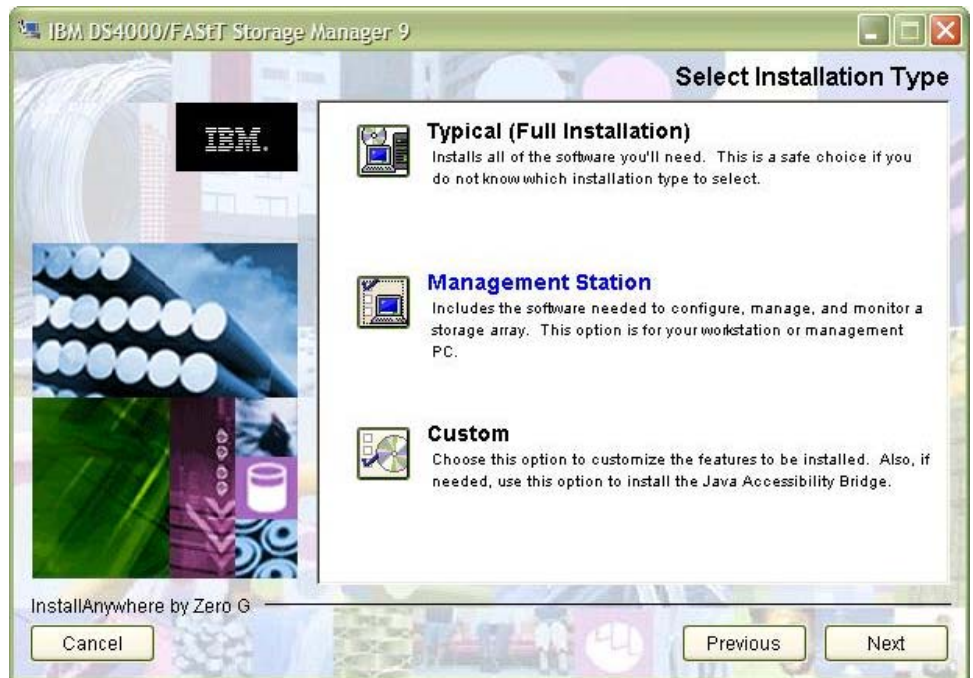 IBM DS4000/FAStT Storage Manager 9
Select Installation Type
IBM.
Typical (Full Installation)
Installs all of the software you'll need. This is a safe choice if you
do not know which installation type to select.
Management Station
Includes the software needed to configure, manage, and monitor a
storage array. This option is for your workstation or management
PC.
Custom
Choose this option to customize the features to be installed. Also, if
needed, use this option to install the Java Accessibility Bridge.
InstallAnywhere by Zero G
Cancel
Previous
Next